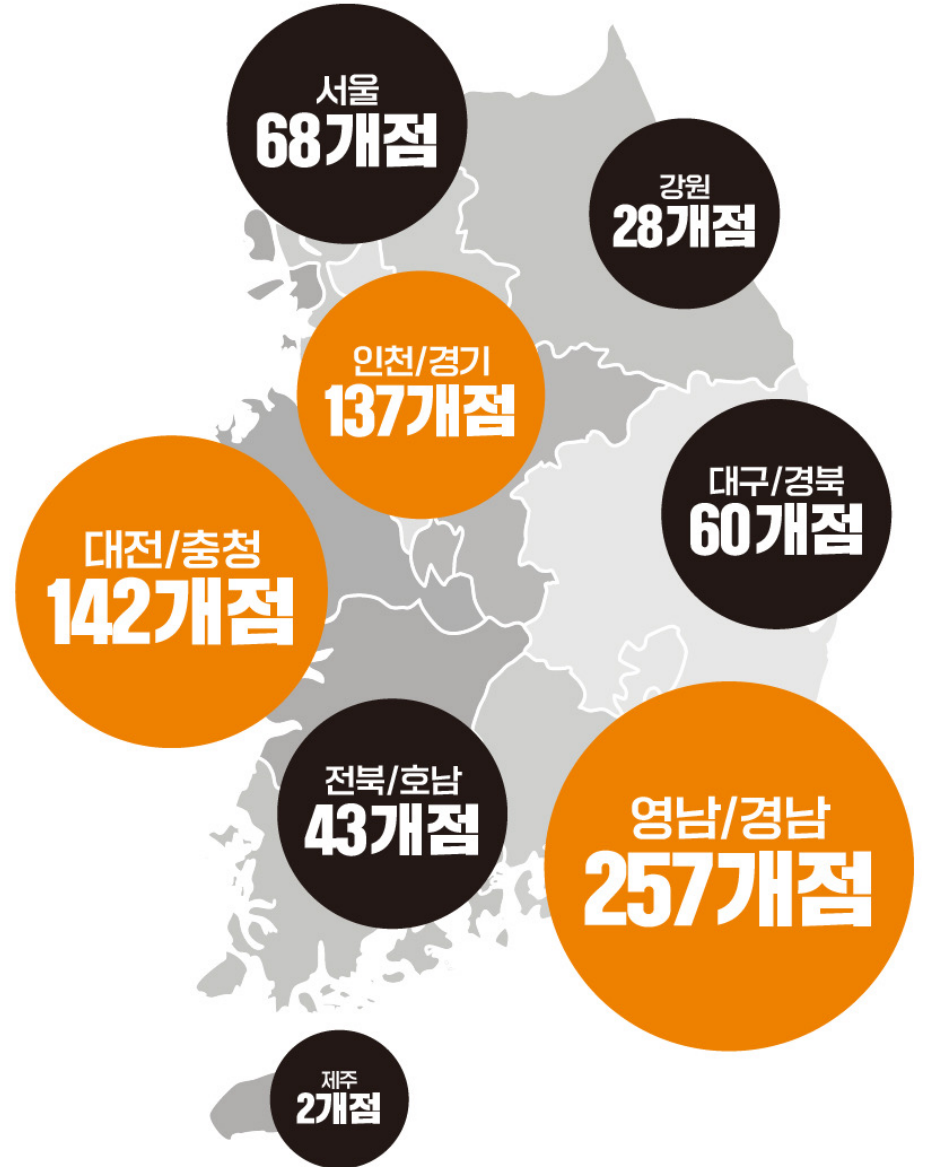 서울
68개점
강원
28개점
인천/경기
137개점
대구/경북
60개점
대전/충청
142개점
전북/호남
43개점
영남/경남
257개점
제주
2개점